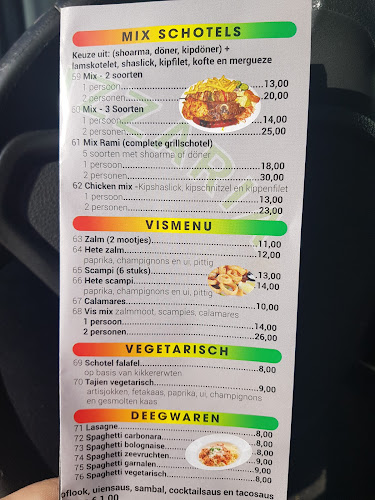 MIX SCHOTELS
Keuze uit: (shoarma, döner, kipdöner) +
lamskotelet, shaslick, kipfilet, kofte en mergueze
59 Mix - 2 soorten
1 persoon 13,00
2 personen 20,00
60 Mix - 3 Soorten
1 persoon 14,00
2 personen 25,00
61 Mix Rami (complete grillschotel)
5 soorten met shoarma of döner
1 persoon 18,00
2 personen 30,00
62 Chicken mix -Kipshaslick, kipschnitzel en kippenfilet
1 persoon 13,00
2 personen 23,00
VISMENU
63 Zalm (2 mootjes) 11,00
64 Hete zalm 12,00
paprika, champignons en ui, pittig
65 Scampi (6 stuks) 13,00
66 Hete scampi 14,00
paprika, champignons en ui, pittig
67 Calamares 10,00
68 Vis mix zalmmoot, scampies, calamares
1 persoon 14,00
2 personen 26,00
VEGETARISCH
69 Schotel falafel 8,00
op basis van kikkererwten
70 Tajien vegetarisch 9,00
artisjokken, fetakaas, paprika, ui, champignons
en gesmolten kaas
DEEGWAREN
71 Lasagne 8,00
72 Spaghetti carbonara 8,00
73 Spaghetti bolognaise 8,00
74 Spaghetti zeevruchten 9,00
75 Spaghetti garnalen 9,00
76 Spaghetti vegetarisch 8,00
oflook, uiensaus, sambal, cocktailsaus en tacosaus
€ 1,00